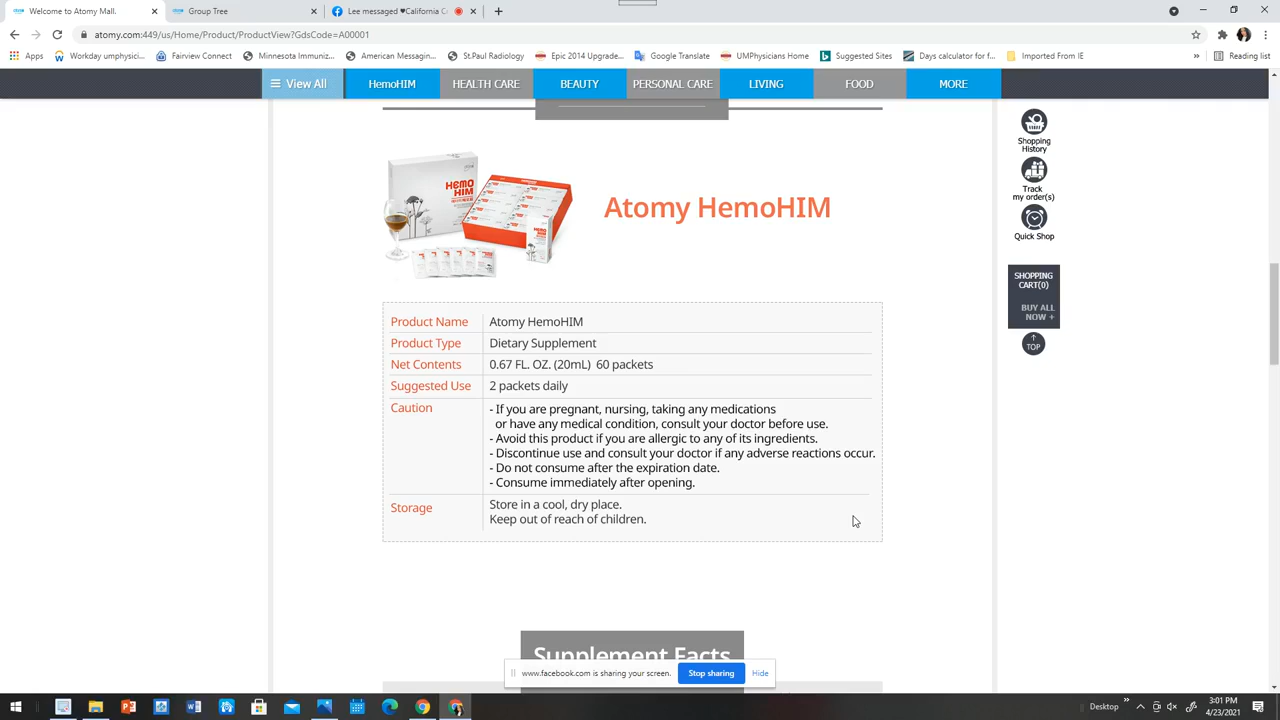 Welcome to Atomy Mall.
Group Tree
Lee messaged ♥California C
atomy.com:449/us/Home/Product/ProductView?GdsCode=A00001
Apps
Workday umphysici...
Fairview Connect
Minnesota Immuniz...
American Messagin...
St.Paul Radiology
Epic 2014 Upgrade...
Google Translate
UMPhysicians Home
Suggested Sites
Days calculator for f...
Imported From IE
»
Reading list
View All
HemoHIM
HEALTH CARE
BEAUTY
PERSONAL CARE
LIVING
FOOD
MORE
Shopping
History
Track
my order(s)
Quick Shop
SHOPPING
CART(0)
BUY ALL
NOW +
TOP
HEMO
HIM
Atomy HemoHIM
Product Name Atomy HemoHIM
Product Type Dietary Supplement
Net Contents 0.67 FL. OZ. (20mL) 60 packets
Suggested Use 2 packets daily
Caution - If you are pregnant, nursing, taking any medications
or have any medical condition, consult your doctor before use.
- Avoid this product if you are allergic to any of its ingredients.
- Discontinue use and consult your doctor if any adverse reactions occur.
- Do not consume after the expiration date.
- Consume immediately after opening.
Storage Store in a cool, dry place.
Keep out of reach of children.
Supplement Facts
www.facebook.com is sharing your screen.
Stop sharing
Hide
Desktop
3:01 PM
4/23/2021